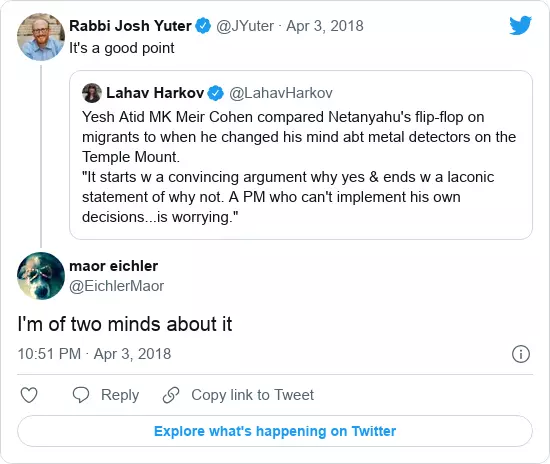 Rabbi Josh Yuter @JYuter · Apr 3, 2018
It's a good point
Lahav Harkov @LahavHarkov
Yesh Atid MK Meir Cohen compared Netanyahu's flip-flop on
migrants to when he changed his mind abt metal detectors on the
Temple Mount.
"It starts w a convincing argument why yes & ends w a laconic
statement of why not. A PM who can't implement his own
decisions...is worrying."
maor eichler
@EichlerMaor
I'm of two minds about it
10:51 PM · Apr 3, 2018
Reply Copy link to Tweet
Explore what's happening on Twitter